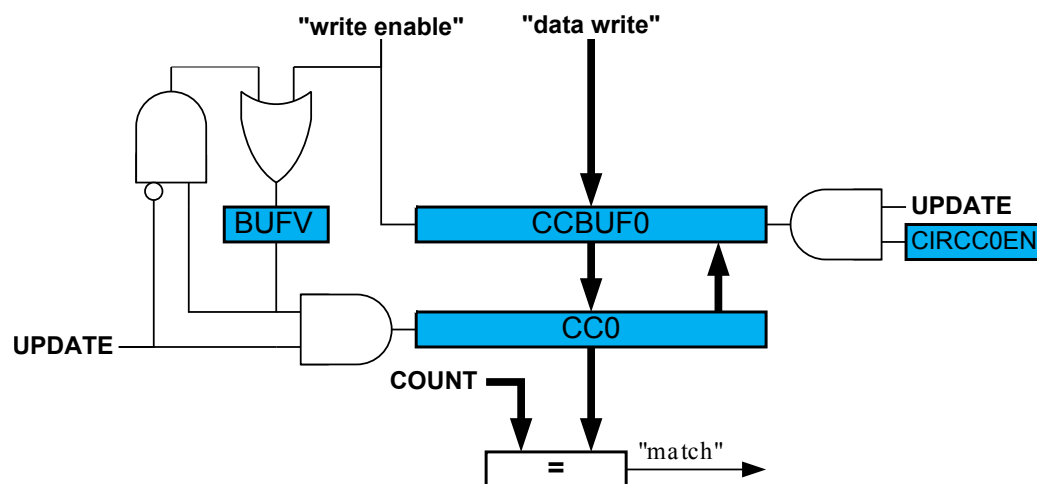 "write enable"
"data write"
BUFV
CCBUF0
UPDATE
CIRCC0EN
UPDATE
CC0
COUNT
=
"match"